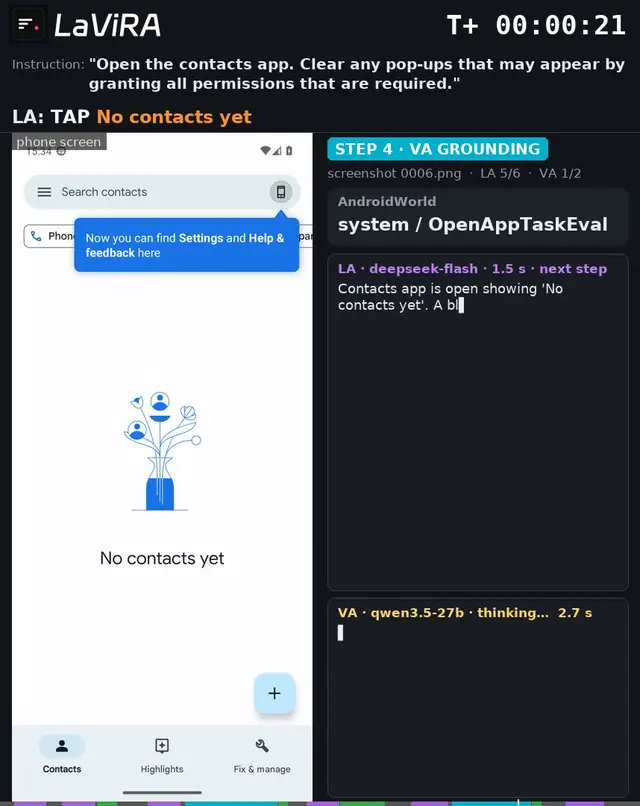 LaViRA
T+ 00:00:21
Instruction: "Open the contacts app. Clear any pop-ups that may appear by
granting all permissions that are required."
LA: TAP No contacts yet
phone screen
15:34
Search contacts
Phon
Now you can find Settings and Help &
feedback here
No contacts yet
+
Contacts
Highlights
Fix & manage
STEP 4 · VA GROUNDING
screenshot 0006.png · LA 5/6 · VA 1/2
AndroidWorld
system / OpenAppTaskEval
LA · deepseek-flash · 1.5 s · next step
Contacts app is open showing 'No
contacts yet'. A bl
VA · qwen3.5-27b · thinking… 2.7 s